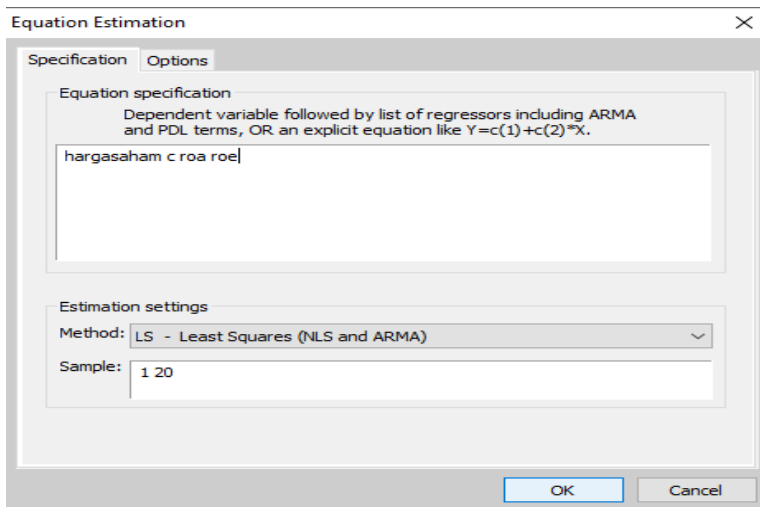 Equation Estimation
Specification Options
Equation specification
Dependent variable followed by list of regressors including ARMA
and PDL terms, OR an explicit equation like Y=c(1)+c(2)*X.
hargasaham c roa roe
Estimation settings
Method: LS - Least Squares (NLS and ARMA)
Sample: 1 20
OK Cancel